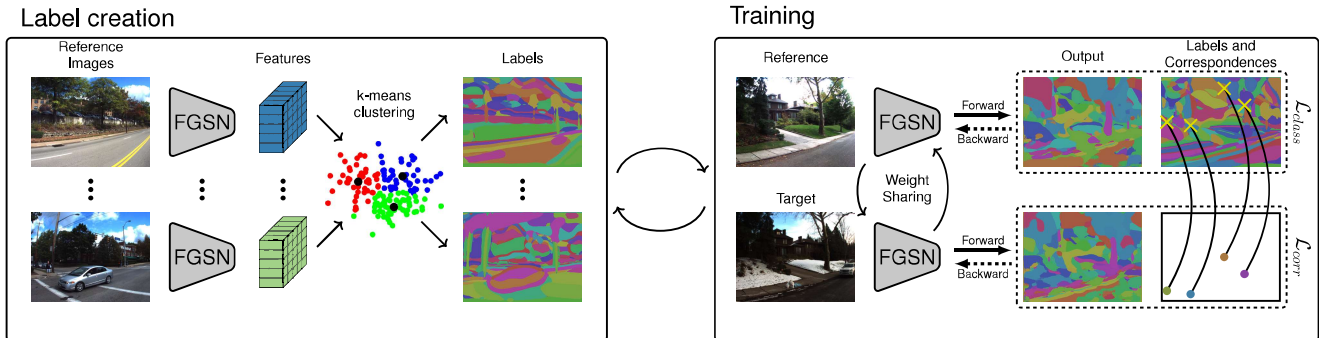 Label creation
Reference
Images
Features
Labels
FGSN
k-means
clustering
FGSN
Training
Reference
Output
Labels and
Correspondences
FGSN
Forward
Backward
ℒclass
Weight
Sharing
Target
FGSN
Forward
Backward
ℒcorr